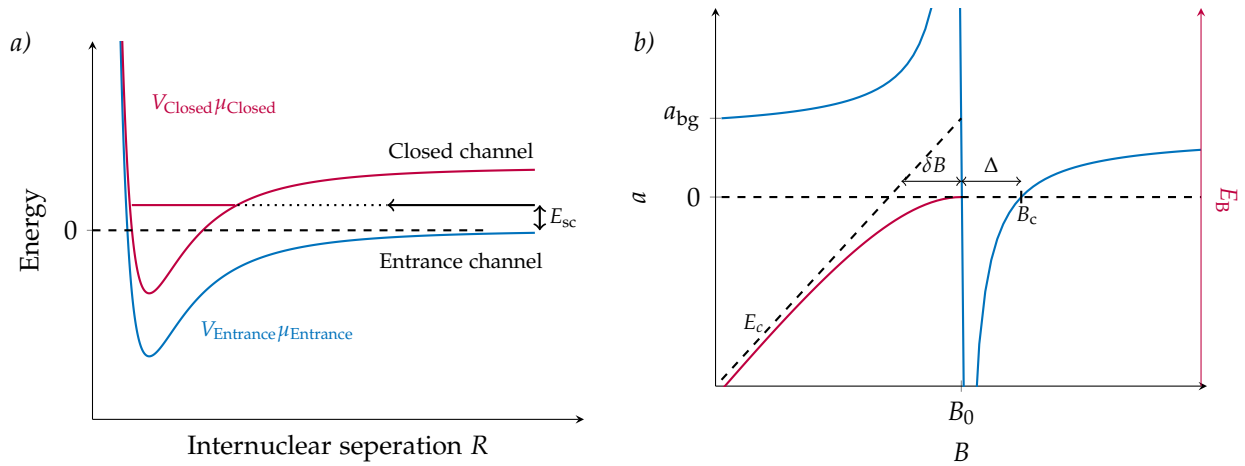 a)
V_Closed μ_Closed
Closed channel
Energy
0
E_sc
Entrance channel
V_Entrance μ_Entrance
Internuclear seperation R
b)
a_bg
δB
Δ
a
0
B_c
E_B
E_c
B_0
B